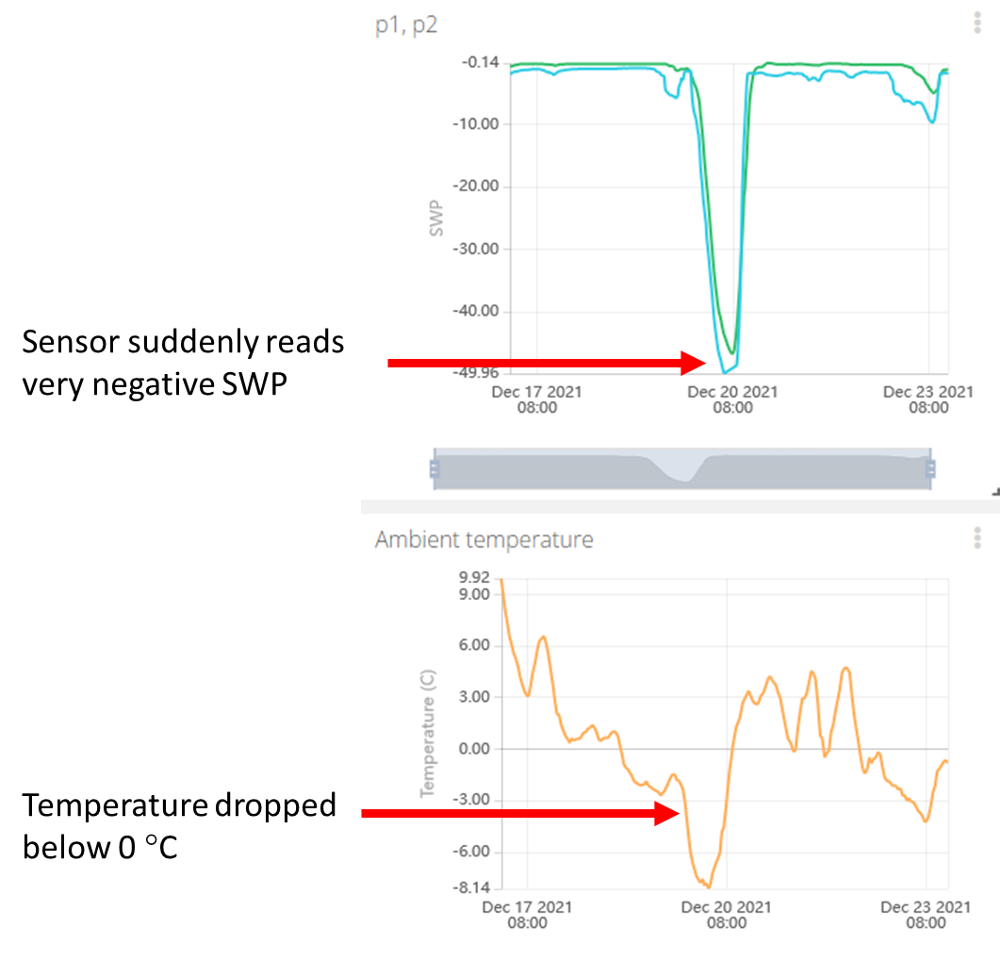 p1, p2
-0.14
-10.00
-20.00
-30.00
-40.00
-49.96
SWP
Dec 17 2021
08:00
Dec 20 2021
08:00
Dec 23 2021
08:00
Sensor suddenly reads
very negative SWP
Ambient temperature
9.92
9.00
6.00
3.00
0.00
-3.00
-6.00
-8.14
Temperature (C)
Dec 17 2021
08:00
Dec 20 2021
08:00
Dec 23 2021
08:00
Temperature dropped
below 0 °C